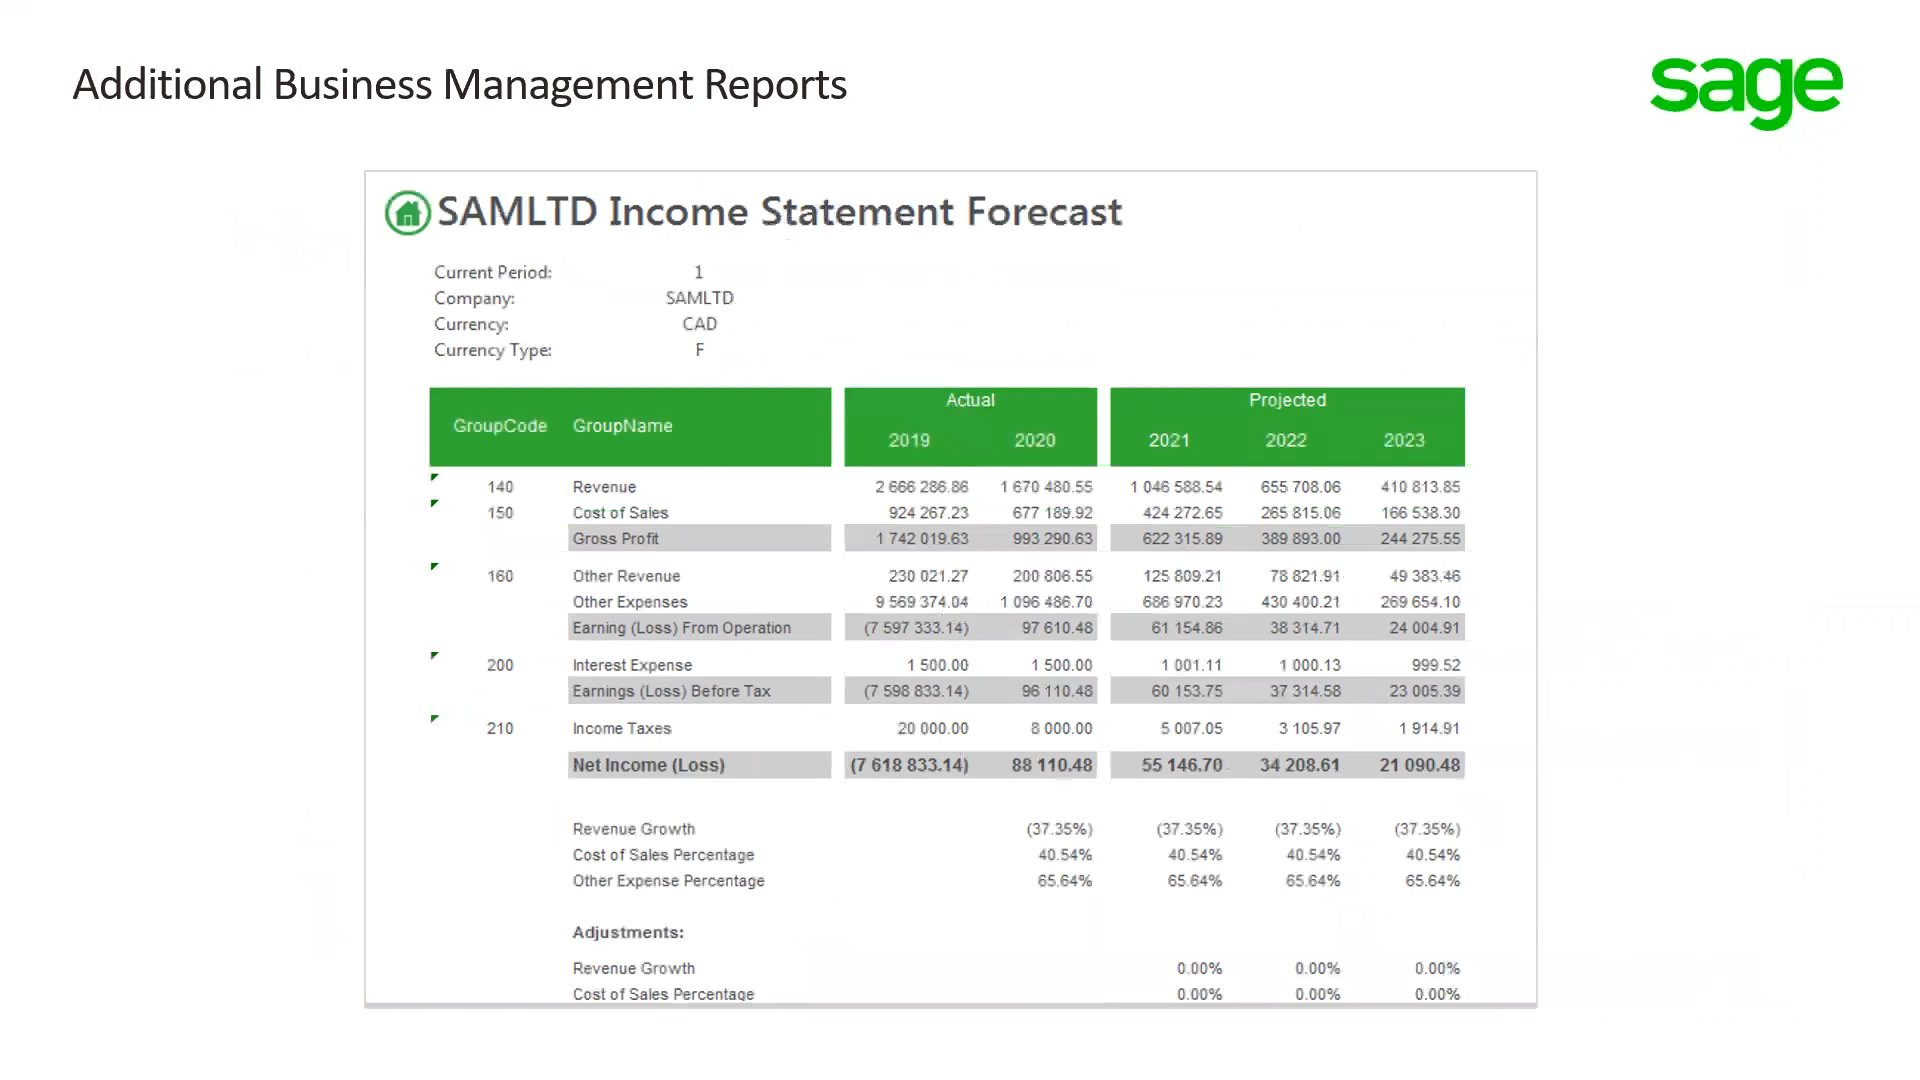 Additional Business Management Reports
sage
SAMLTD Income Statement Forecast
Current Period: 1
Company: SAMLTD
Currency: CAD
Currency Type: F
Actual Projected
GroupCode GroupName 2019 2020 2021 2022 2023
140 Revenue 2 666 286.86 1 670 480.55 1 046 588.54 655 708.06 410 813.85
150 Cost of Sales 924 267.23 677 189.92 424 272.65 265 815.06 166 538.30
Gross Profit 1 742 019.63 993 290.63 622 315.89 389 893.00 244 275.55
160 Other Revenue 230 021.27 200 806.55 125 809.21 78 821.91 49 383.46
Other Expenses 9 569 374.04 1 096 486.70 686 970.23 430 400.21 269 654.10
Earning (Loss) From Operation (7 597 333.14) 97 610.48 61 154.86 38 314.71 24 004.91
200 Interest Expense 1 500.00 1 500.00 1 001.11 1 000.13 999.52
Earnings (Loss) Before Tax (7 598 833.14) 96 110.48 60 153.75 37 314.58 23 005.39
210 Income Taxes 20 000.00 8 000.00 5 007.05 3 105.97 1 914.91
Net Income (Loss) (7 618 833.14) 88 110.48 55 146.70 34 208.61 21 090.48
Revenue Growth (37.35%) (37.35%) (37.35%) (37.35%)
Cost of Sales Percentage 40.54% 40.54% 40.54% 40.54%
Other Expense Percentage 65.64% 65.64% 65.64% 65.64%
Adjustments:
Revenue Growth 0.00% 0.00% 0.00%
Cost of Sales Percentage 0.00% 0.00% 0.00%